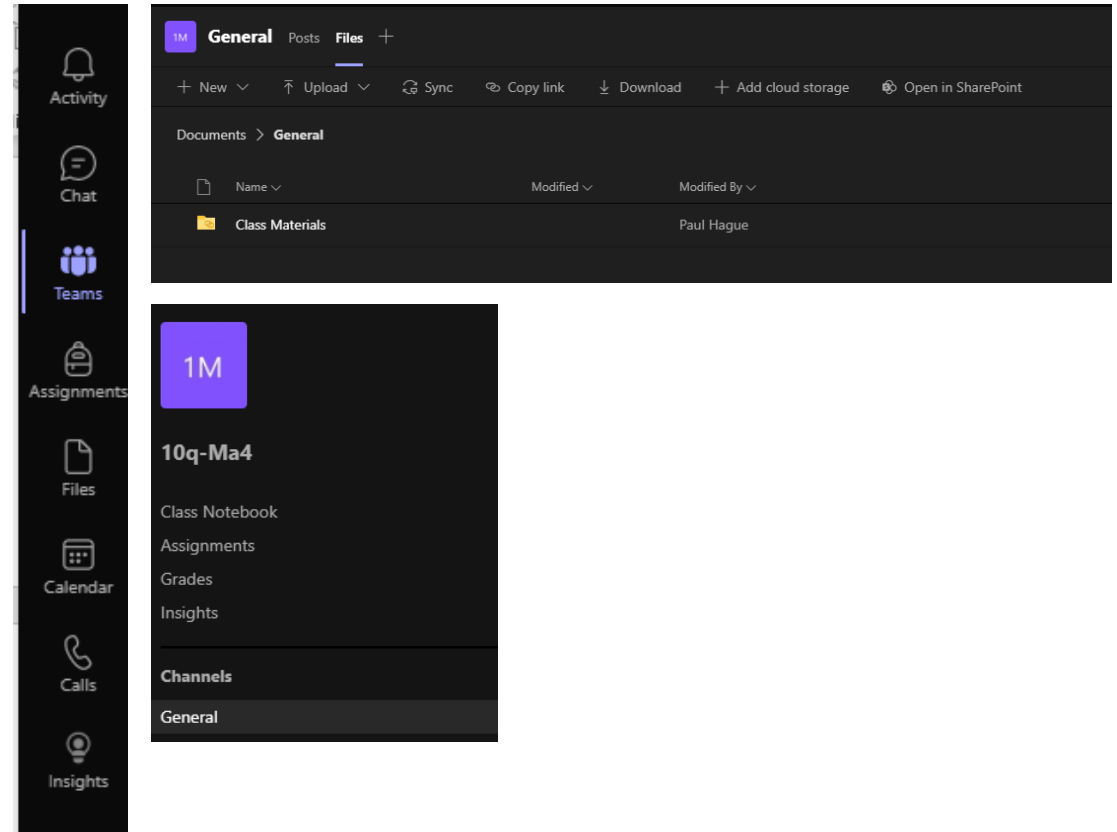 Activity
Chat
Teams
Assignments
Files
Calendar
Calls
Insights
1M General Posts Files
New Upload Sync Copy link Download Add cloud storage Open in SharePoint
Documents > General
Name Modified Modified By
Class Materials Paul Hague
1M
10q-Ma4
Class Notebook
Assignments
Grades
Insights
Channels
General